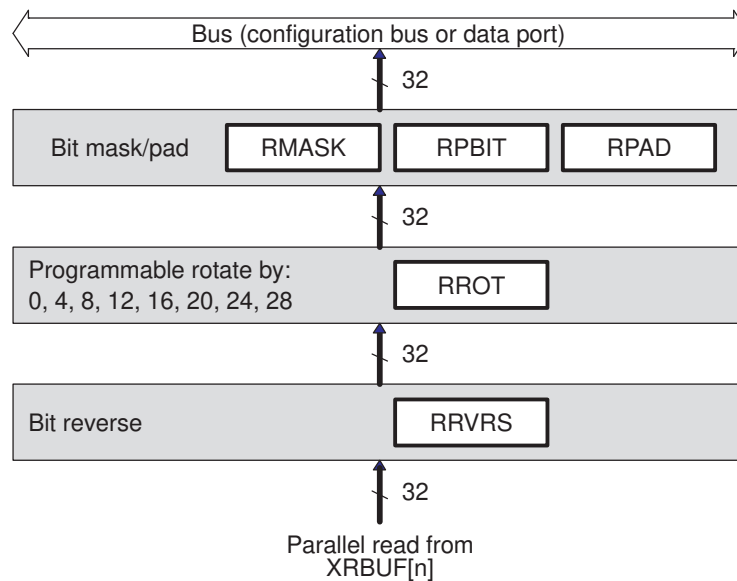 Bus (configuration bus or data port)
32
Bit mask/pad RMASK RPBIT RPAD
32
Programmable rotate by:
0, 4, 8, 12, 16, 20, 24, 28
RROT
32
Bit reverse RRVRS
32
Parallel read from
XRBUF[n]